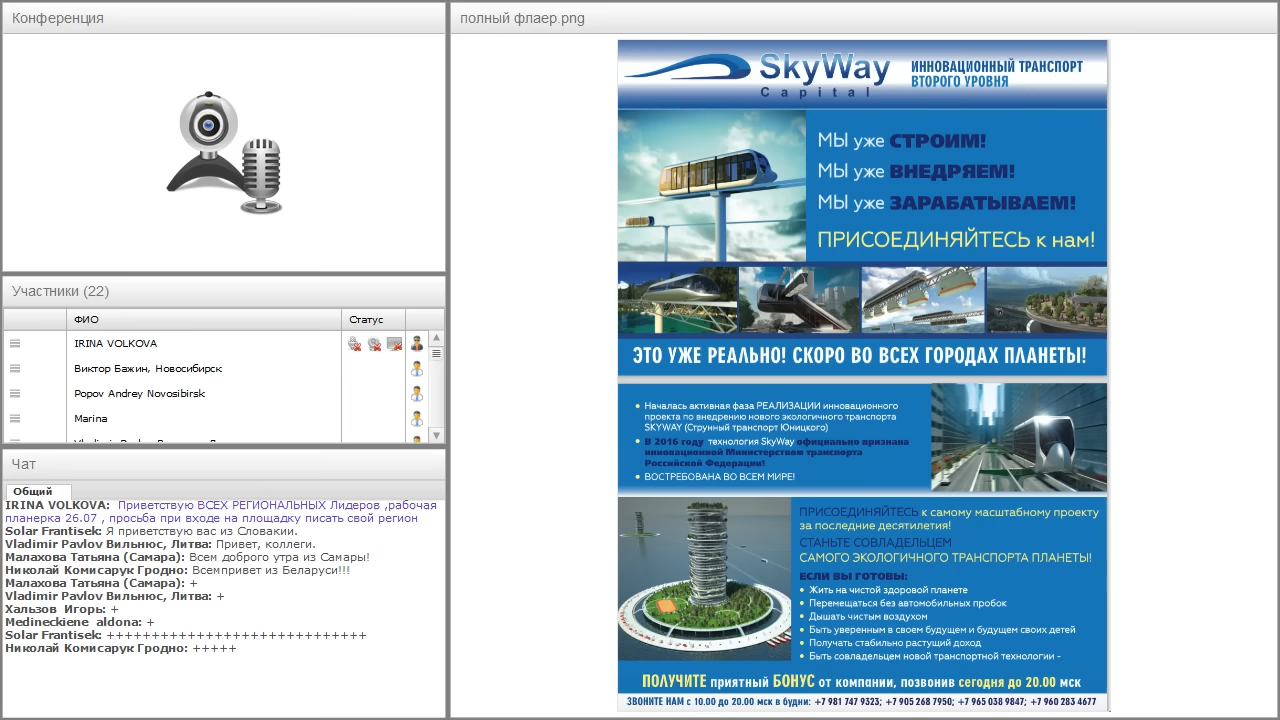 Конференция
полный флаер.png
SkyWay
Capital
ИННОВАЦИОННЫЙ ТРАНСПОРТ
ВТОРОГО УРОВНЯ
МЫ уже СТРОИМ!
МЫ уже ВНЕДРЯЕМ!
МЫ уже ЗАРАБАТЫВАЕМ!
ПРИСОЕДИНЯЙТЕСЬ к нам!
ЭТО УЖЕ РЕАЛЬНО! СКОРО ВО ВСЕХ ГОРОДАХ ПЛАНЕТЫ!
• Началась активная фаза РЕАЛИЗАЦИИ инновационного
проекта по внедрению нового экологичного транспорта
SKYWAY (Струнный транспорт Юницкого)
• В 2016 году технология SkyWay официально признана
инновационной Министерством транспорта
Российской Федерации!
• ВОСТРЕБОВАНА ВО ВСЕМ МИРЕ!
ПРИСОЕДИНЯЙТЕСЬ к самому масштабному проекту
за последние десятилетия!
СТАНЬТЕ СОВЛАДЕЛЬЦЕМ
САМОГО ЭКОЛОГИЧНОГО ТРАНСПОРТА ПЛАНЕТЫ!
ЕСЛИ ВЫ ГОТОВЫ:
• Жить на чистой здоровой планете
• Перемещаться без автомобильных пробок
• Дышать чистым воздухом
• Быть уверенным в своем будущем и будущем своих детей
• Получать стабильно растущий доход
• Быть совладельцем новой транспортной технологии -
ПОЛУЧИТЕ приятный БОНУС от компании, позвонив сегодня до 20.00 мск
ЗВОНИТЕ НАМ с 10.00 до 20.00 мск в будни: +7 981 747 9323; +7 905 268 7950; +7 965 038 9847; +7 960 283 4677
Участники (22)
ФИО Статус
IRINA VOLKOVA
Виктор Бажин, Новосибирск
Popov Andrey Novosibirsk
Marina
Чат
Общий
IRINA VOLKOVA: Приветствую ВСЕХ РЕГИОНАЛЬНЫХ Лидеров ,рабочая
планерка 26.07 , просьба при входе на площадку писать свой регион
Solar Frantisek: Я приветствую вас из Словакии.
Vladimir Pavlov Вильнюс, Литва: Привет, коллеги.
Малахова Татьяна (Самара): Всем доброго утра из Самары!
Николай Комисарук Гродно: Всемпривет из Беларуси!!!
Малахова Татьяна (Самара): +
Vladimir Pavlov Вильнюс, Литва: +
Хальзов Игорь: +
Medineckiene aldona: +
Solar Frantisek: +++++++++++++++++++++++++++++
Николай Комисарук Гродно: +++++